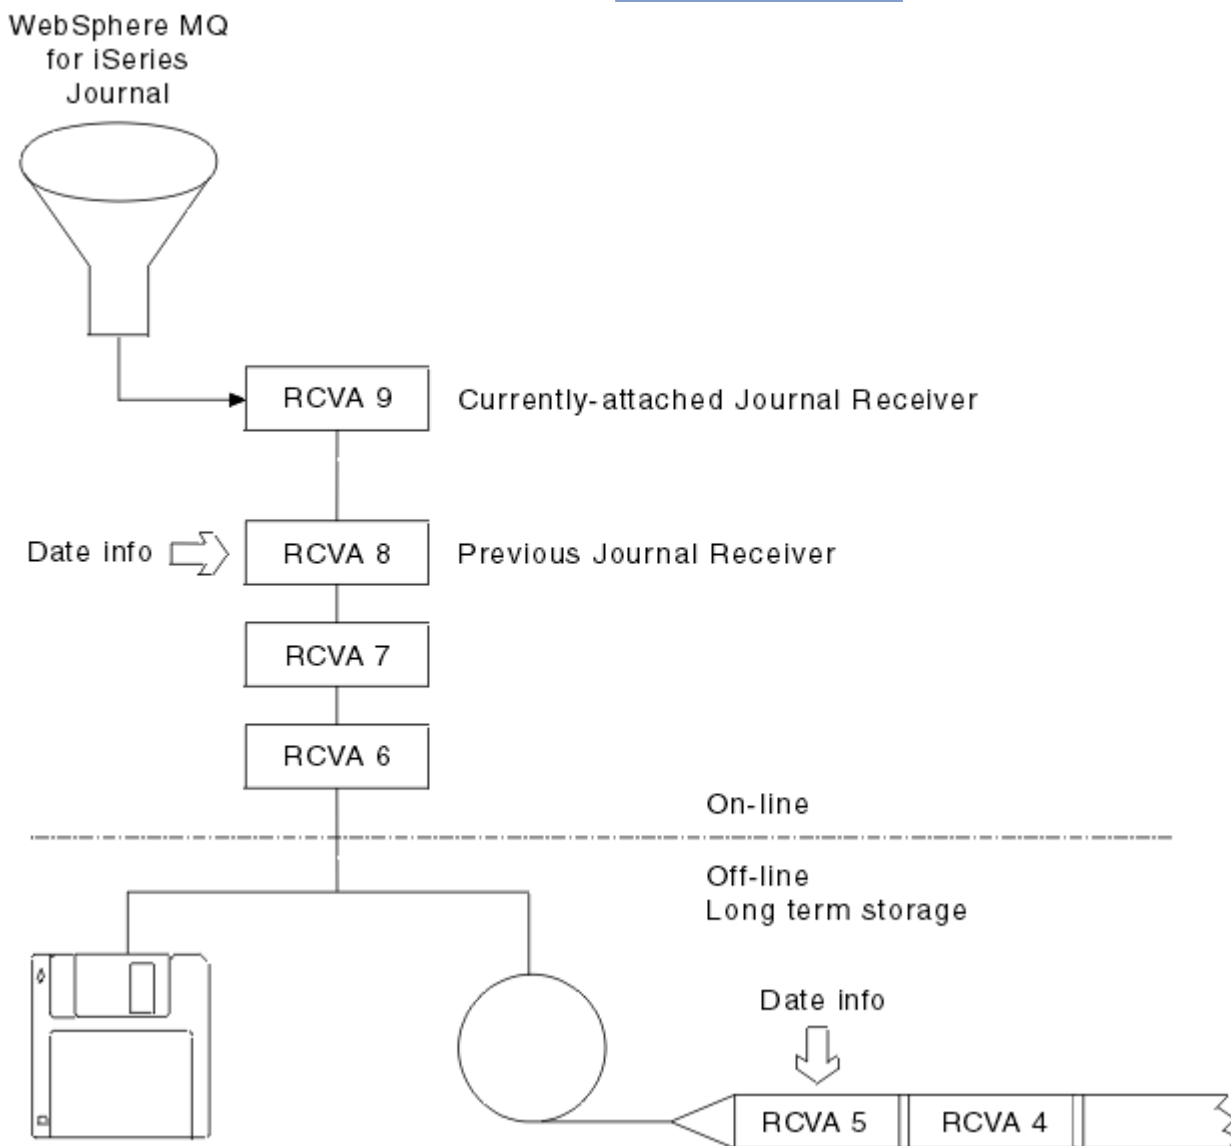 WebSphere MQ
for iSeries
Journal
RCVA 9
Currently-attached Journal Receiver
Date info
RCVA 8
Previous Journal Receiver
RCVA 7
RCVA 6
On-line
Off-line
Long term storage
Date info
RCVA 5
RCVA 4